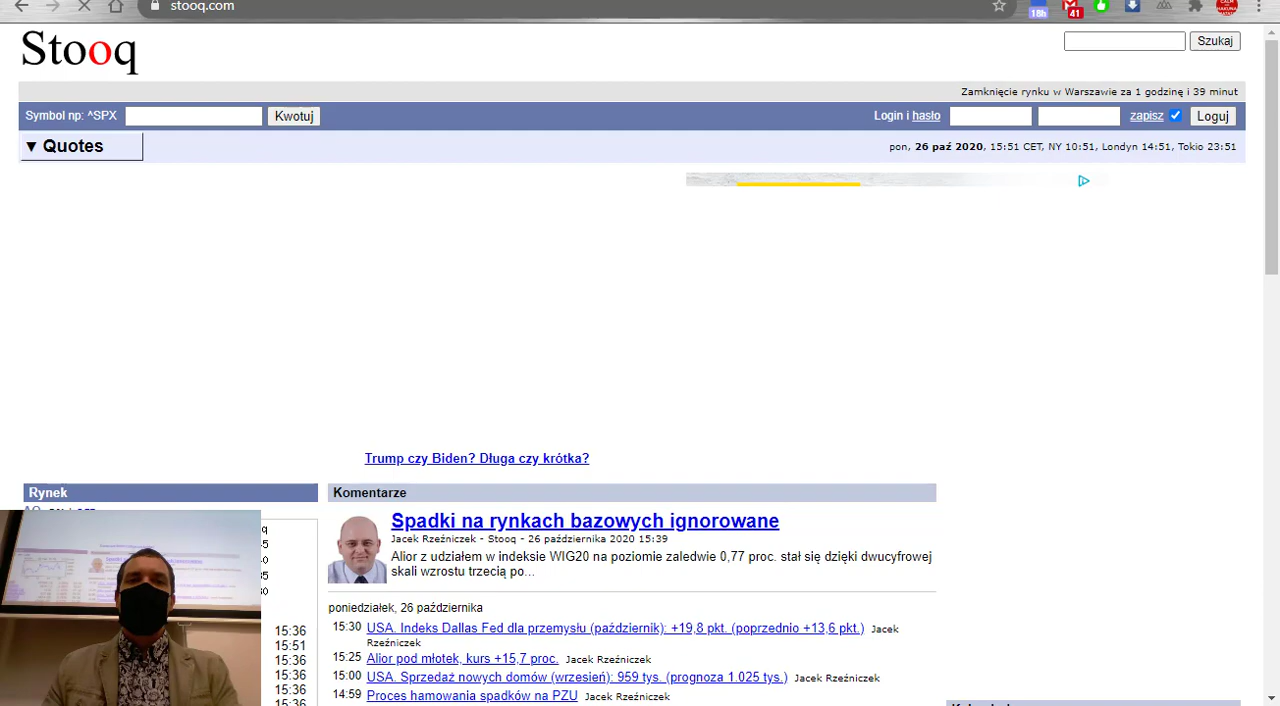 stooq.com
18h
41
Stooq
Szukaj
Zamknięcie rynku w Warszawie za 1 godzinę i 39 minut
Symbol np: ^SPX
Kwotuj
Login i hasło
zapisz
Loguj
▼ Quotes
pon, 26 paź 2020, 15:51 CET, NY 10:51, Londyn 14:51, Tokio 23:51
Trump czy Biden? Długa czy krótka?
Rynek
Komentarze
Spadki na rynkach bazowych ignorowane
Jacek Rzeźniczek - Stooq - 26 października 2020 15:39
Alior z udziałem w indeksie WIG20 na poziomie zaledwie 0,77 proc. stał się dzięki dwucyfrowej
skali wzrostu trzecią po...
poniedziałek, 26 października
15:30 USA. Indeks Dallas Fed dla przemysłu (październik): +19,8 pkt. (poprzednio +13,6 pkt.) Jacek
Rzeźniczek
15:25 Alior pod młotek, kurs +15,7 proc. Jacek Rzeźniczek
15:00 USA. Sprzedaż nowych domów (wrzesień): 959 tys. (prognoza 1.025 tys.) Jacek Rzeźniczek
14:59 Proces hamowania spadków na PZU Jacek Rzeźniczek
15:36
15:51
15:36
15:36
15:36
15:36